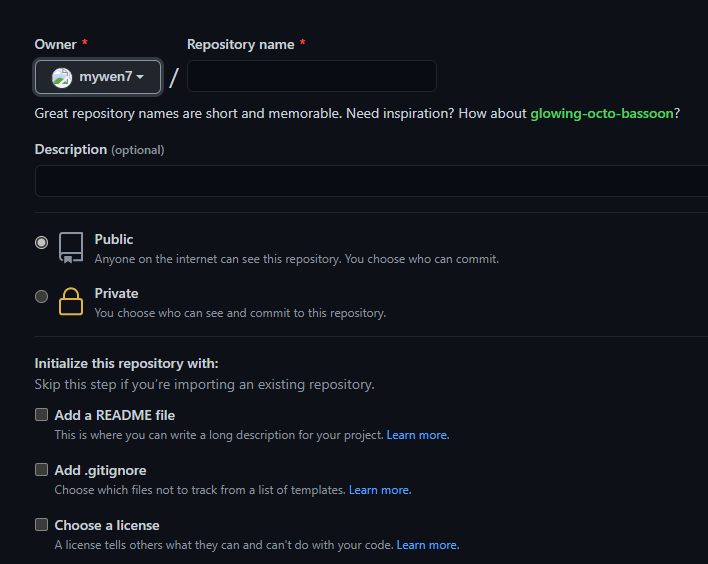 Owner * Repository name *
mywen7 /
Great repository names are short and memorable. Need inspiration? How about glowing-octo-bassoon?
Description (optional)
Public
Anyone on the internet can see this repository. You choose who can commit.
Private
You choose who can see and commit to this repository.
Initialize this repository with:
Skip this step if you’re importing an existing repository.
Add a README file
This is where you can write a long description for your project. Learn more.
Add .gitignore
Choose which files not to track from a list of templates. Learn more.
Choose a license
A license tells others what they can and can't do with your code. Learn more.